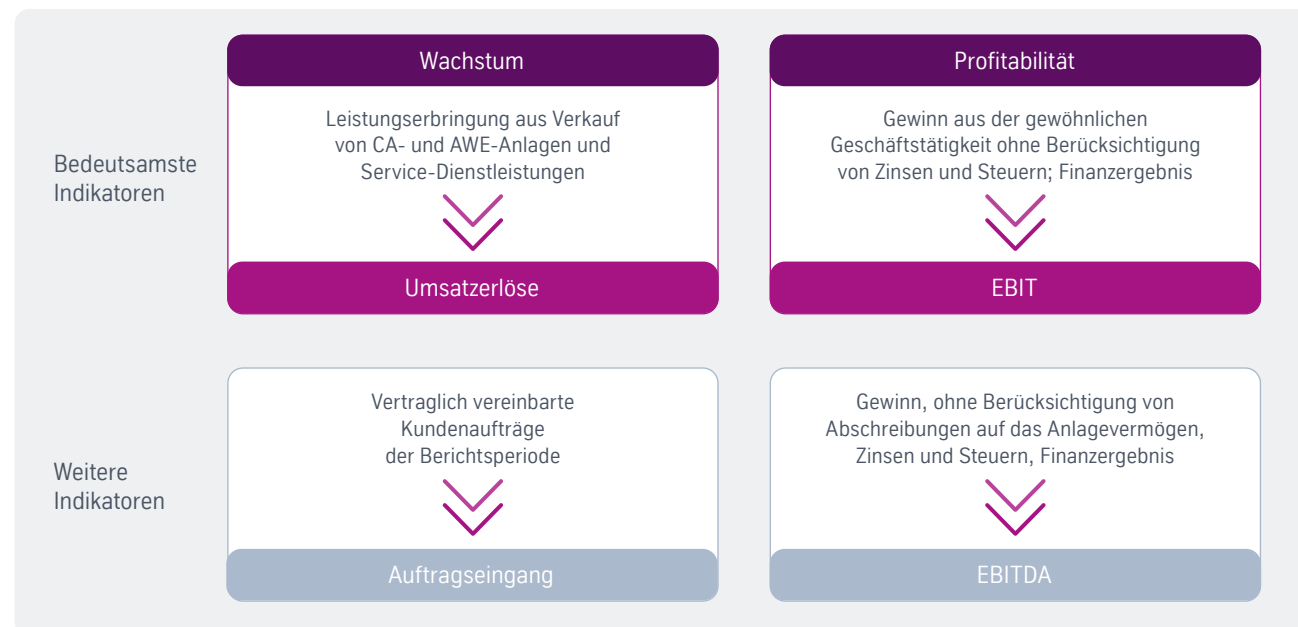 Wachstum
Profitabilität
Bedeutsamste
Indikatoren
Leistungserbringung aus Verkauf
von CA- und AWE-Anlagen und
Service-Dienstleistungen
Gewinn aus der gewöhnlichen
Geschäftstätigkeit ohne Berücksichtigung
von Zinsen und Steuern; Finanzergebnis
Umsatzerlöse
EBIT
Weitere
Indikatoren
Vertraglich vereinbarte
Kundenaufträge
der Berichtsperiode
Gewinn, ohne Berücksichtigung von
Abschreibungen auf das Anlagevermögen,
Zinsen und Steuern, Finanzergebnis
Auftragseingang
EBITDA